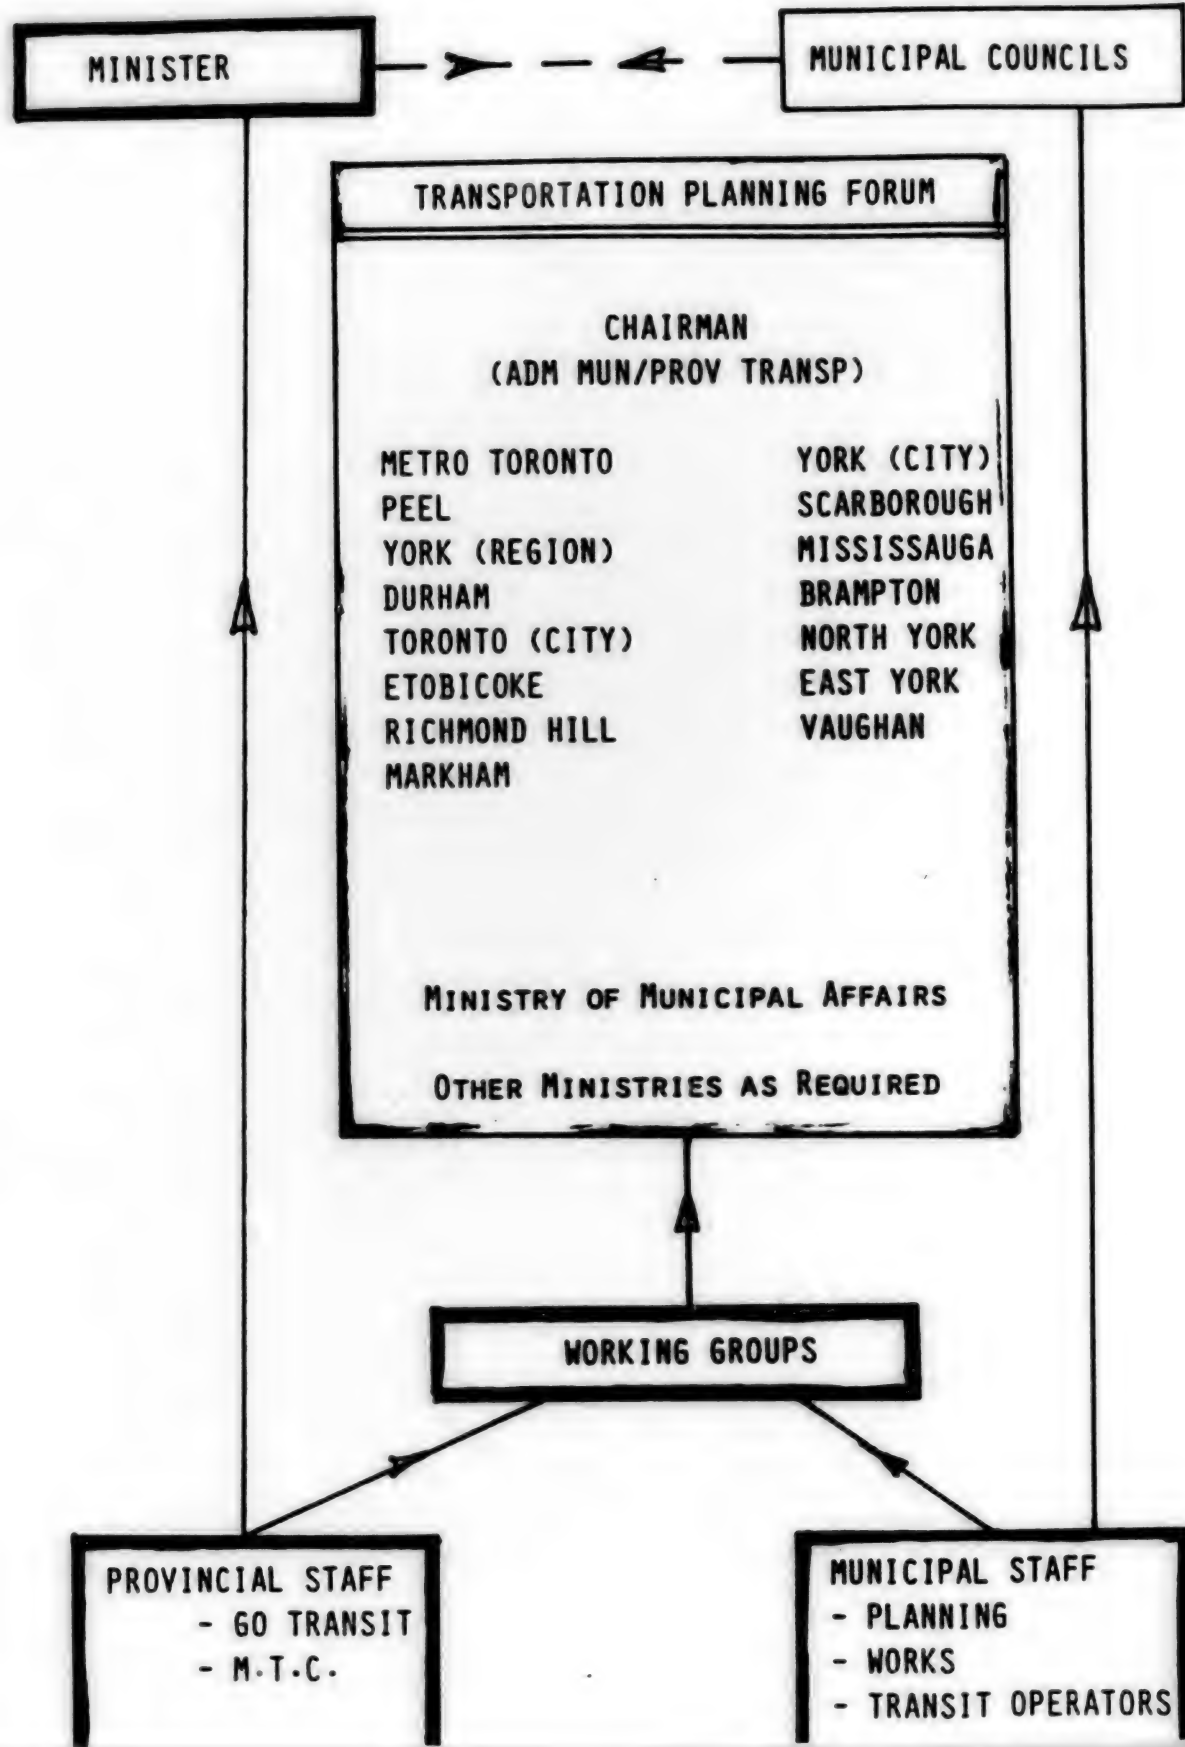 MINISTER
MUNICIPAL COUNCILS
TRANSPORTATION PLANNING FORUM
CHAIRMAN
(ADM MUN/PROV TRANSP)
METRO TORONTO
PEEL
YORK (REGION)
DURHAM
TORONTO (CITY)
ETOBICOKE
RICHMOND HILL
MARKHAM
YORK (CITY)
SCARBOROUGH
MISSISSAUGA
BRAMPTON
NORTH YORK
EAST YORK
VAUGHAN
MINISTRY OF MUNICIPAL AFFAIRS
OTHER MINISTRIES AS REQUIRED
WORKING GROUPS
PROVINCIAL STAFF
- GO TRANSIT
- M.T.C.
MUNICIPAL STAFF
- PLANNING
- WORKS
- TRANSIT OPERATORS